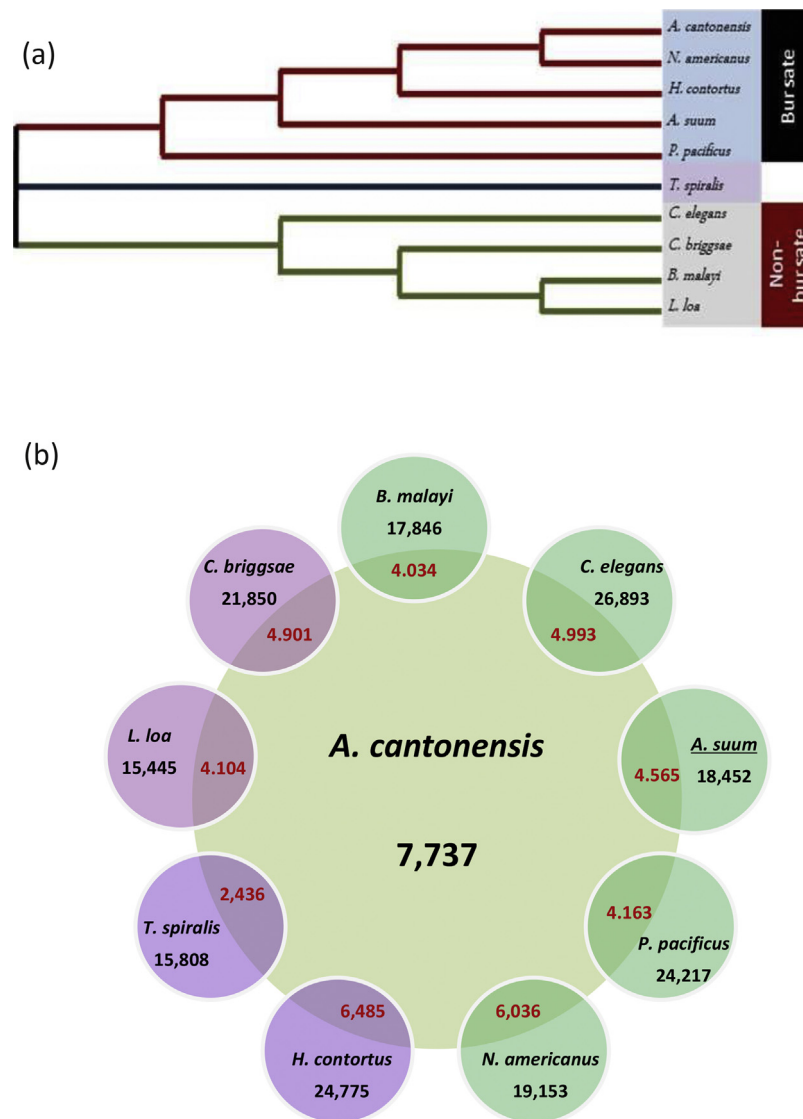 (a)
A. cantonensis
N. americanus
H. contortus
A. suum
P. pacificus
T. spiralis
C. elegans
C. briggsae
B. malayi
L. loa
Bursate
Non-
bursate
(b)
B. malayi
17,846
4.034
C. briggsae
21,850
4.901
C. elegans
26,893
4.993
L. loa
15,445
4.104
A. cantonensis
7,737
A. suum
18,452
4.565
T. spiralis
15,808
2,436
P. pacificus
24,217
4.163
H. contortus
24,775
6,485
N. americanus
19,153
6,036